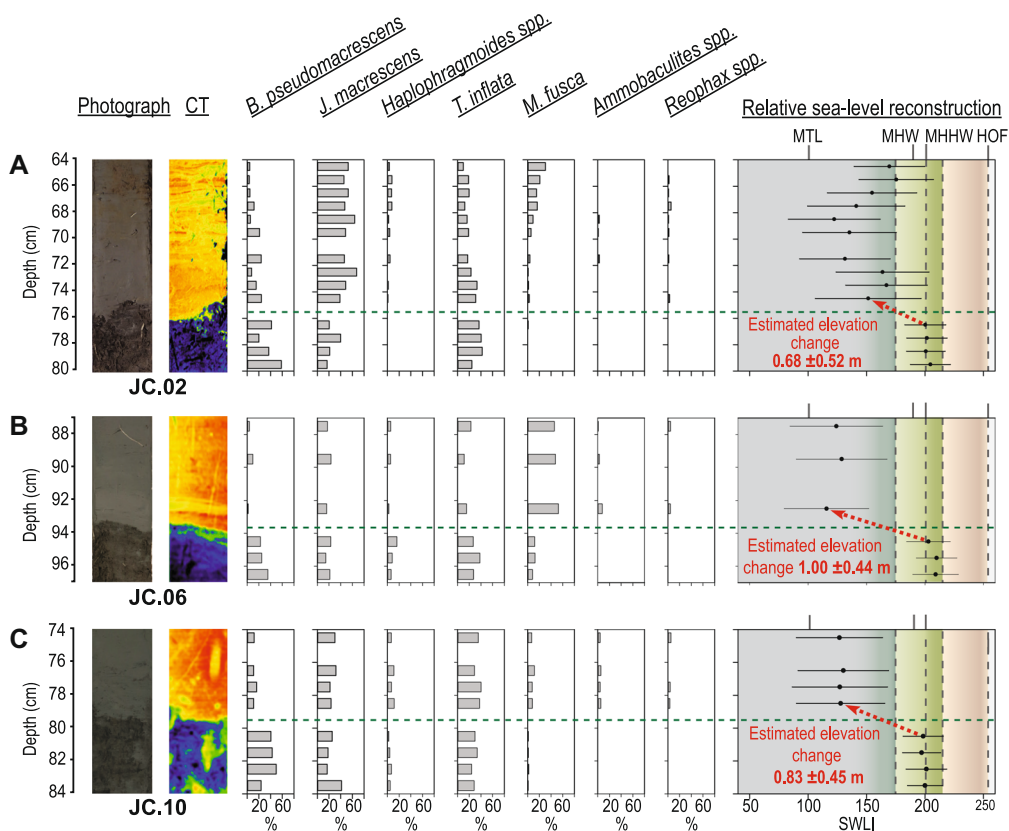 B. pseudomacrescens
J. macrescens
Haplophragmoides spp.
T. inflata
M. fusca
Ammobaculites spp.
Reophax spp.
Photograph
CT
Relative sea-level reconstruction
MTL
MHW
MHHW
HOF
A
Depth (cm)
64
66
68
70
72
74
76
78
80
JC.02
Estimated elevation
change
0.68 ±0.52 m
B
Depth (cm)
88
90
92
94
96
JC.06
Estimated elevation
change 1.00 ±0.44 m
C
Depth (cm)
74
76
78
80
82
84
JC.10
Estimated elevation
change
0.83 ±0.45 m
20 60
20 60
20 60
20 60
20 60
20 60
20 60
50 100 150 200 250
%
%
%
%
%
%
%
SWLI